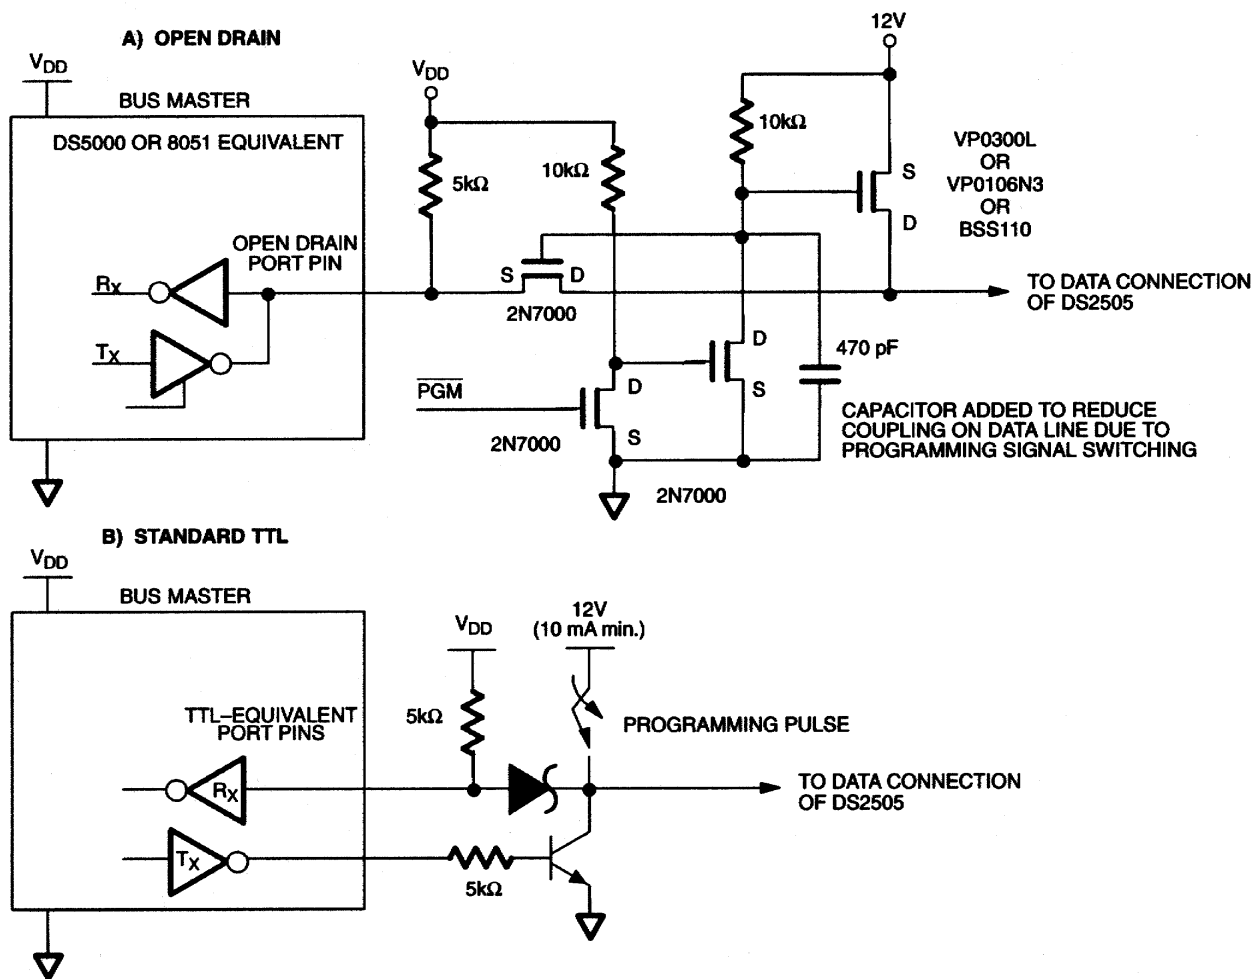 A) OPEN DRAIN
VDD
BUS MASTER
DS5000 OR 8051 EQUIVALENT
OPEN DRAIN
PORT PIN
RX
TX
VDD
5kΩ
10kΩ
12V
10kΩ
S
D
VP0300L
OR
VP0106N3
OR
BSS110
S D
2N7000
TO DATA CONNECTION
OF DS2505
PGM
D
S
2N7000
D
S
2N7000
470 pF
CAPACITOR ADDED TO REDUCE
COUPLING ON DATA LINE DUE TO
PROGRAMMING SIGNAL SWITCHING
B) STANDARD TTL
VDD
BUS MASTER
TTL–EQUIVALENT
PORT PINS
RX
TX
VDD
5kΩ
12V
(10 mA min.)
PROGRAMMING PULSE
TO DATA CONNECTION
OF DS2505
5kΩ